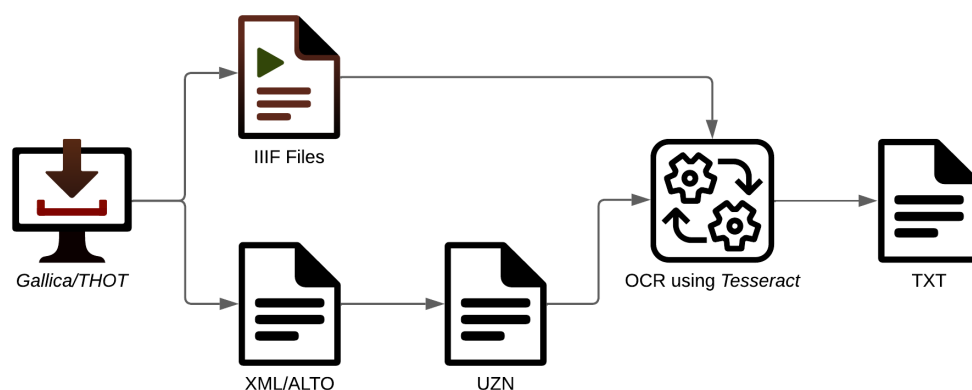 IIIF Files
Gallica/THOT
OCR using Tesseract
TXT
XML/ALTO
UZN